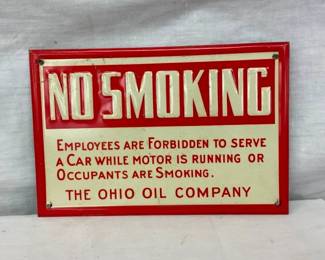 NO SMOKING
EMPLOYEES ARE FORBIDDEN TO SERVE
A CAR WHILE MOTOR IS RUNNING OR
OCCUPANTS ARE SMOKING.
THE OHIO OIL COMPANY